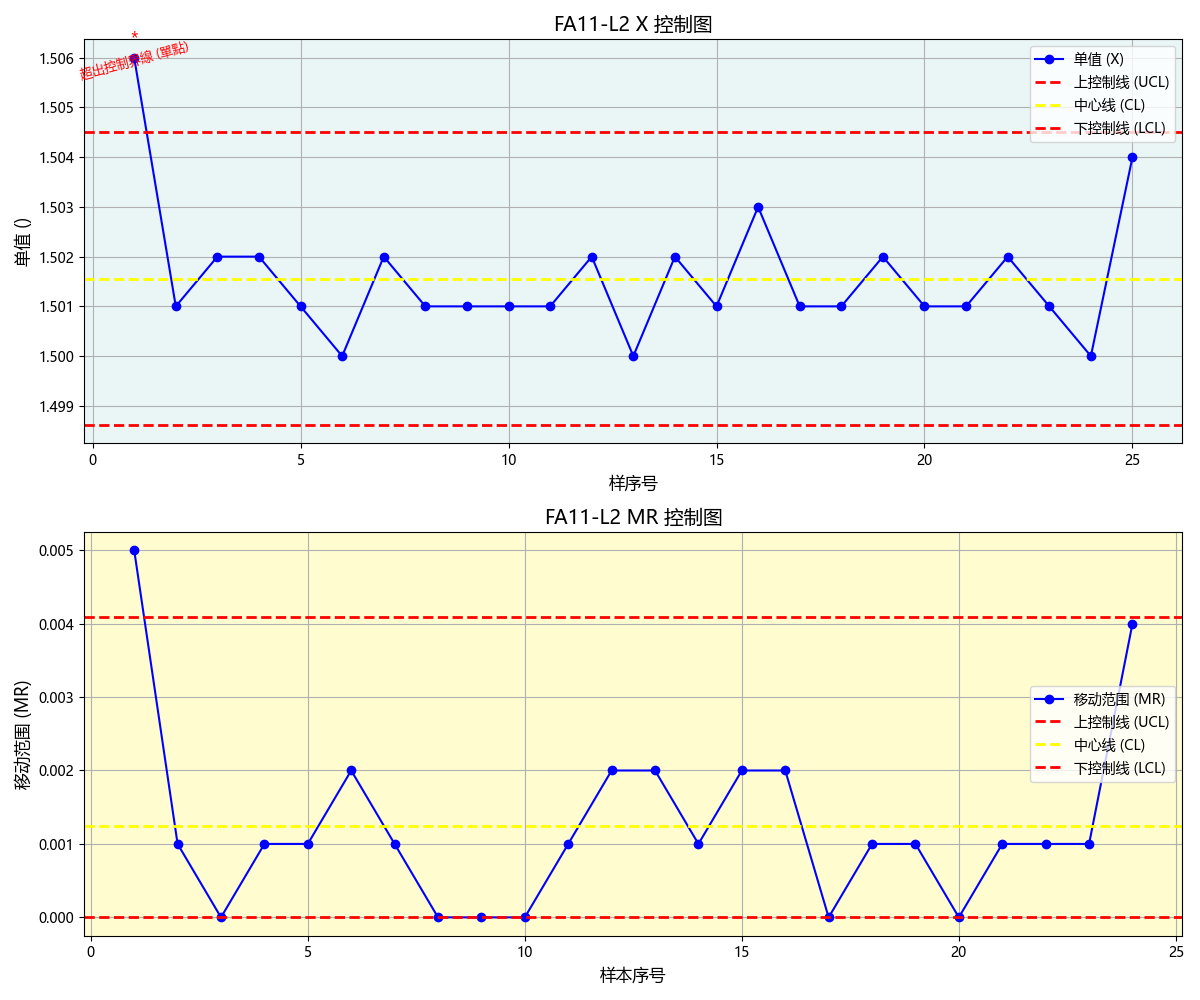 FA11-L2 X 控制图
*
超出控制界線 (單點)
1.506
1.505
1.504
1.503
1.502
1.501
1.500
1.499
单值 ()
单值 (X)
上控制线 (UCL)
中心线 (CL)
下控制线 (LCL)
0 5 10 15 20 25
样序号
FA11-L2 MR 控制图
0.005
0.004
0.003
0.002
0.001
0.000
移动范围 (MR)
移动范围 (MR)
上控制线 (UCL)
中心线 (CL)
下控制线 (LCL)
0 5 10 15 20 25
样本序号